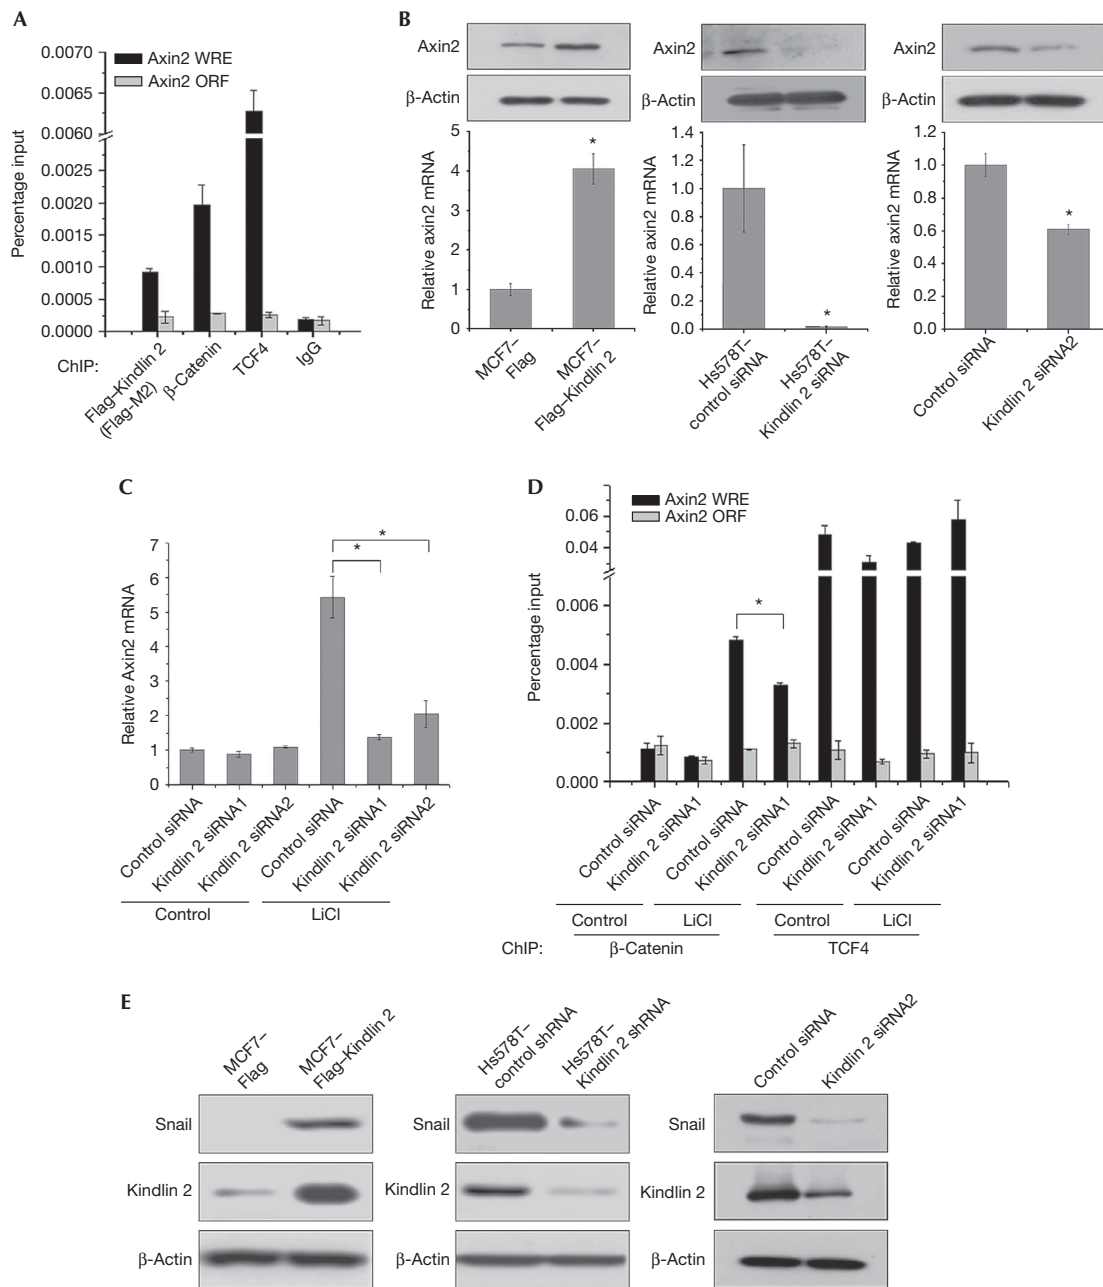 A
Percentage input
0.0070
0.0065
0.0060
0.0025
0.0020
0.0015
0.0010
0.0005
0.0000
Axin2 WRE
Axin2 ORF
ChIP:
Flag–Kindlin 2
(Flag-M2)
β-Catenin
TCF4
IgG
B
Axin2
β-Actin
Relative axin2 mRNA
5
4
3
2
1
0
*
MCF7–
Flag
MCF7–
Flag–Kindlin 2
Axin2
β-Actin
Relative axin2 mRNA
1.4
1.2
1.0
0.8
0.6
0.4
0.2
0.0
*
Hs578T–
control siRNA
Hs578T–
Kindlin 2 siRNA
Axin2
β-Actin
Relative axin2 mRNA
1.2
1.0
0.8
0.6
0.4
0.2
0.0
*
Control siRNA
Kindlin 2 siRNA2
C
Relative Axin2 mRNA
7
6
5
4
3
2
1
0
*
*
Control siRNA
Kindlin 2 siRNA1
Kindlin 2 siRNA2
Control siRNA
Kindlin 2 siRNA1
Kindlin 2 siRNA2
Control
LiCl
D
Percentage input
0.06
0.04
0.006
0.004
0.002
0.000
Axin2 WRE
Axin2 ORF
*
Control siRNA
Kindlin 2 siRNA1
Control siRNA
Kindlin 2 siRNA1
Control siRNA
Kindlin 2 siRNA1
Control siRNA
Kindlin 2 siRNA1
Control
LiCl
Control
LiCl
ChIP:
β-Catenin
TCF4
E
MCF7–
Flag
MCF7–
Flag–Kindlin 2
Snail
Kindlin 2
β-Actin
Hs578T–
control shRNA
Hs578T–
Kindlin 2 shRNA
Snail
Kindlin 2
β-Actin
Control siRNA
Kindlin 2 siRNA2
Snail
Kindlin 2
β-Actin